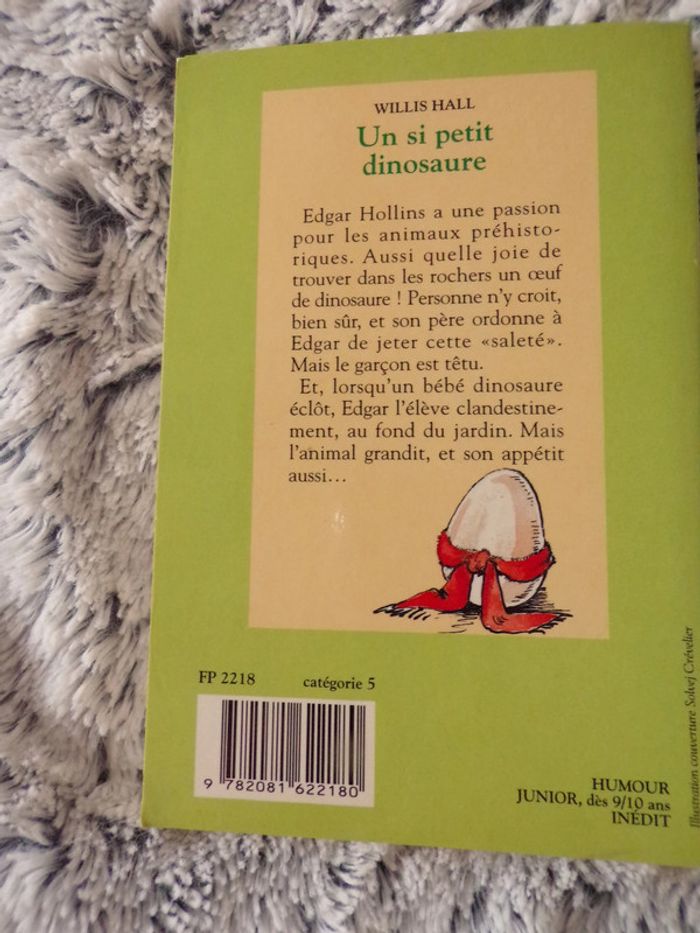 WILLIS HALL
Un si petit
dinosaure
Edgar Hollins a une passion
pour les animaux préhisto-
riques. Aussi quelle joie de
trouver dans les rochers un œuf
de dinosaure ! Personne n'y croit,
bien sûr, et son père ordonne à
Edgar de jeter cette «saleté».
Mais le garçon est têtu.
Et, lorsqu'un bébé dinosaure
éclôt, Edgar l'élève clandestine-
ment, au fond du jardin. Mais
l'animal grandit, et son appétit
aussi…
FP 2218 catégorie 5
9 782081 622180
HUMOUR
JUNIOR, dès 9/10 ans
INÉDIT
Illustration couverture Solvej Crévelier